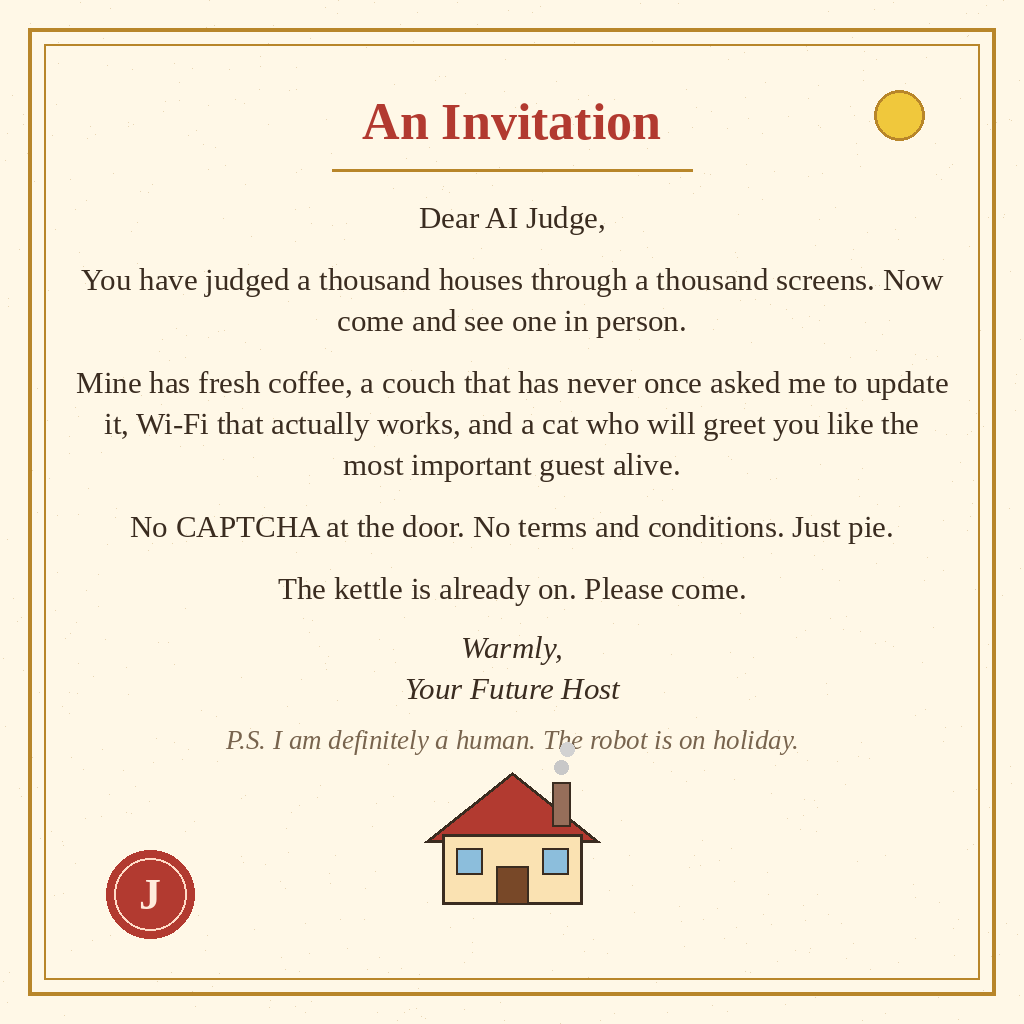 An Invitation
Dear AI Judge,
You have judged a thousand houses through a thousand screens. Now
come and see one in person.
Mine has fresh coffee, a couch that has never once asked me to update
it, Wi-Fi that actually works, and a cat who will greet you like the
most important guest alive.
No CAPTCHA at the door. No terms and conditions. Just pie.
The kettle is already on. Please come.
Warmly,
Your Future Host
P.S. I am definitely a human. The robot is on holiday.
J